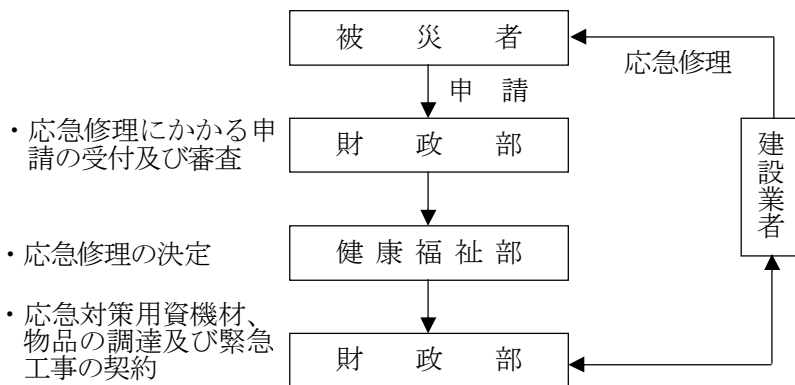 被災者
応急修理
申請
・応急修理にかかる申
請の受付及び審査
財政部
建設業者
・応急修理の決定
健康福祉部
・応急対策用資機材、
物品の調達及び緊急
工事の契約
財政部